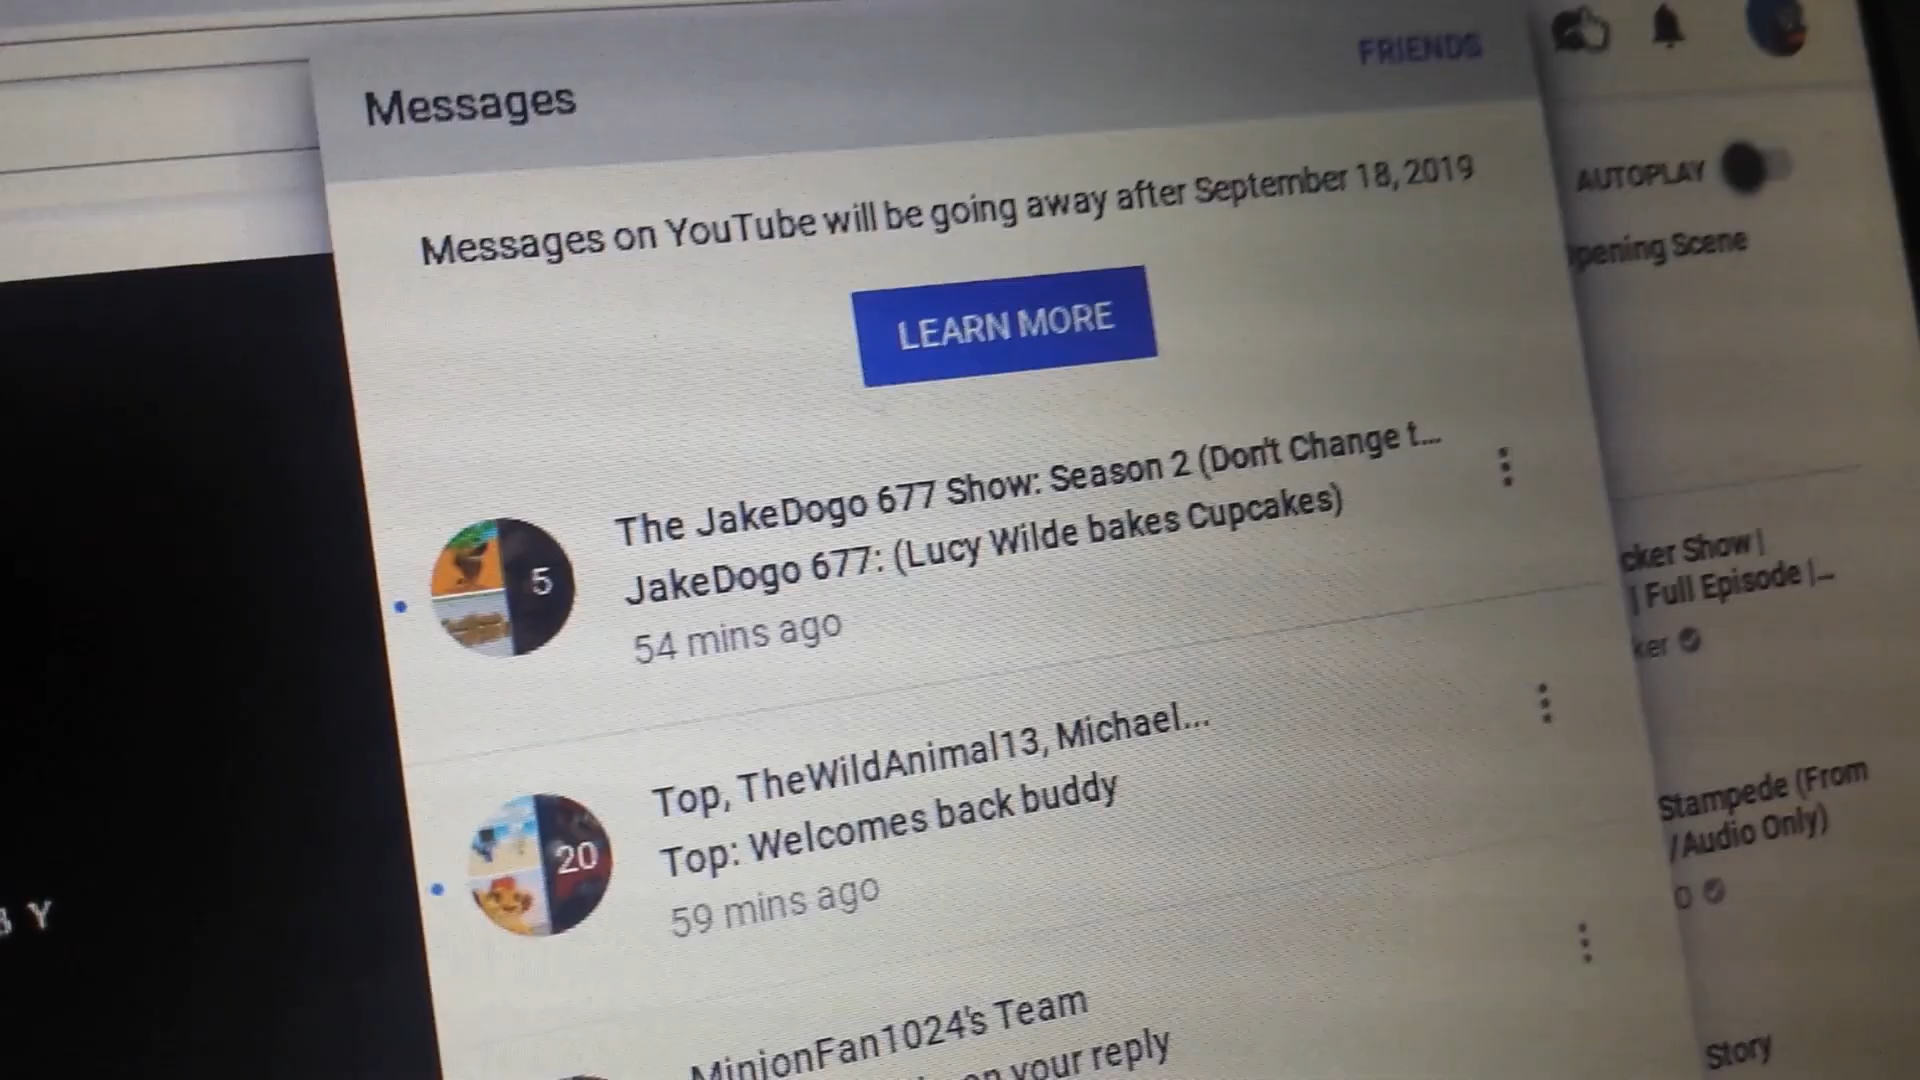 Messages
FRIENDS
Messages on YouTube will be going away after September 18, 2019
LEARN MORE
The JakeDogo 677 Show: Season 2 (Don't Change t...
JakeDogo 677: (Lucy Wilde bakes Cupcakes)
54 mins ago
5
Top, TheWildAnimal13, Michael...
Top: Welcomes back buddy
59 mins ago
20
MinionFan1024's Team
your reply
AUTOPLAY
pening Scene
cker Show |
| Full Episode |...
ker
Stampede (From
/Audio Only)
O
Story
B Y